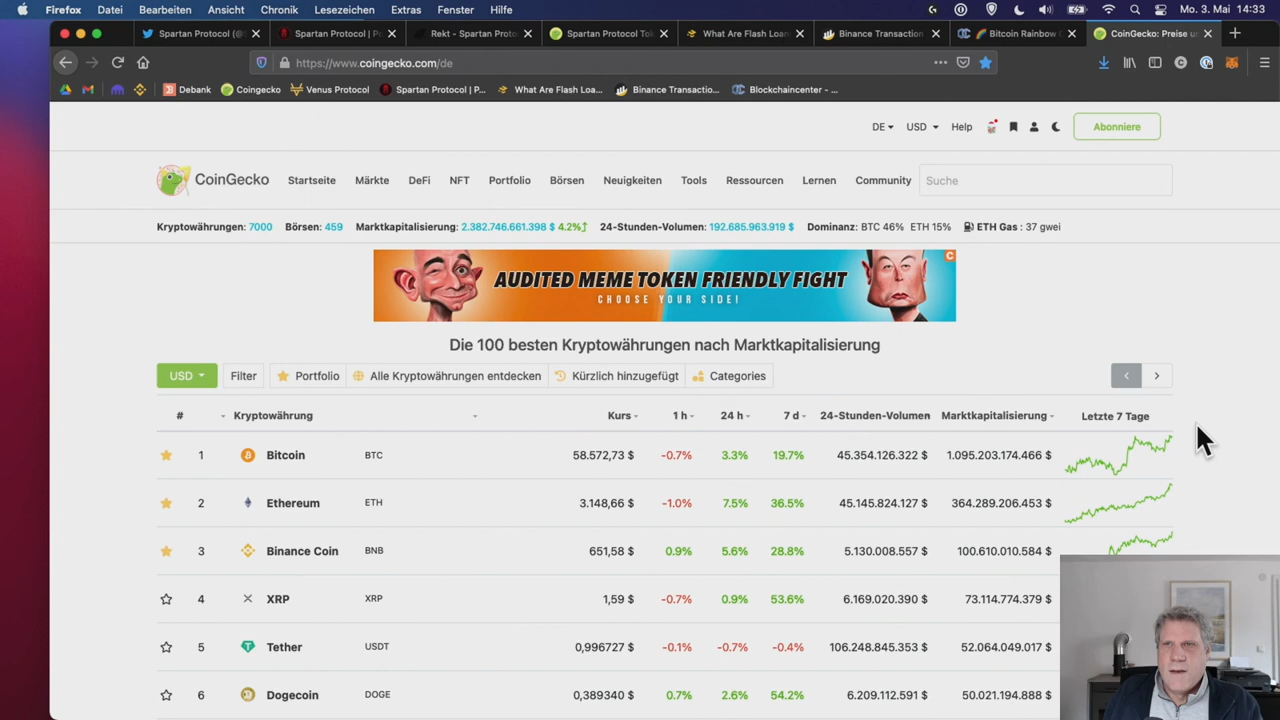 Firefox Datei Bearbeiten Ansicht Chronik Lesezeichen Extras Fenster Hilfe Mo. 3. Mai 14:33
Spartan Protocol (@S Spartan Protocol | P Rekt - Spartan Proto Spartan Protocol Tok What Are Flash Loan Binance Transaction Bitcoin Rainbow C CoinGecko: Preise u
https://www.coingecko.com/de
Debank Coingecko Venus Protocol Spartan Protocol | P... What Are Flash Loa... Binance Transactio... Blockchaincenter - ...
DE USD Help Abonniere
CoinGecko Startseite Märkte DeFi NFT Portfolio Börsen Neuigkeiten Tools Ressourcen Lernen Community Suche
Kryptowährungen: 7000 Börsen: 459 Marktkapitalisierung: 2.382.746.661.398 $ 4.2% 24-Stunden-Volumen: 192.685.963.919 $ Dominanz: BTC 46% ETH 15% ETH Gas: 37 gwei
AUDITED MEME TOKEN FRIENDLY FIGHT
CHOOSE YOUR SIDE!
Die 100 besten Kryptowährungen nach Marktkapitalisierung
USD Filter Portfolio Alle Kryptowährungen entdecken Kürzlich hinzugefügt Categories
# Kryptowährung Kurs 1 h 24 h 7 d 24-Stunden-Volumen Marktkapitalisierung Letzte 7 Tage
1 Bitcoin BTC 58.572,73 $ -0.7% 3.3% 19.7% 45.354.126.322 $ 1.095.203.174.466 $
2 Ethereum ETH 3.148,66 $ -1.0% 7.5% 36.5% 45.145.824.127 $ 364.289.206.453 $
3 Binance Coin BNB 651,58 $ 0.9% 5.6% 28.8% 5.130.008.557 $ 100.610.010.584 $
4 XRP XRP 1,59 $ -0.7% 0.9% 53.6% 6.169.020.390 $ 73.114.774.379 $
5 Tether USDT 0,996727 $ -0.1% -0.7% -0.4% 106.248.845.353 $ 52.064.049.017 $
6 Dogecoin DOGE 0,389340 $ 0.7% 2.6% 54.2% 6.209.112.591 $ 50.021.194.888 $